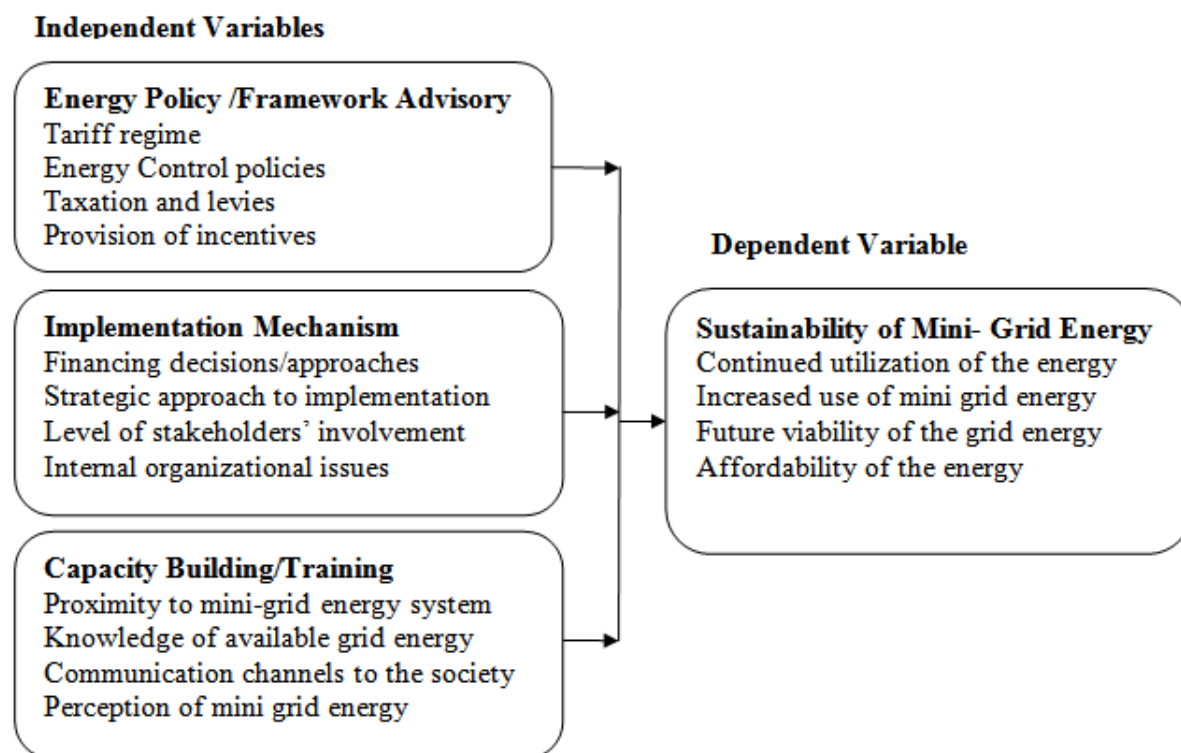 Independent Variables
Energy Policy /Framework Advisory
Tariff regime
Energy Control policies
Taxation and levies
Provision of incentives
Implementation Mechanism
Financing decisions/approaches
Strategic approach to implementation
Level of stakeholders’ involvement
Internal organizational issues
Capacity Building/Training
Proximity to mini-grid energy system
Knowledge of available grid energy
Communication channels to the society
Perception of mini grid energy
Dependent Variable
Sustainability of Mini- Grid Energy
Continued utilization of the energy
Increased use of mini grid energy
Future viability of the grid energy
Affordability of the energy